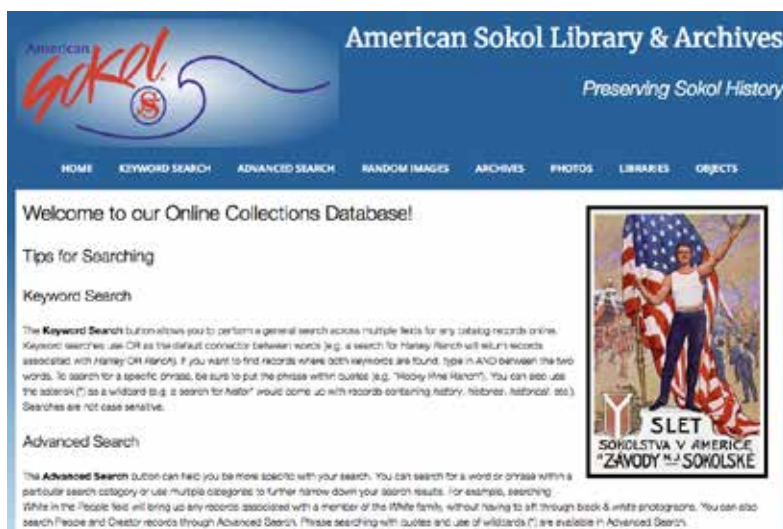 American
Sokol
S
American Sokol Library & Archives
Preserving Sokol History
HOME KEYWORD SEARCH ADVANCED SEARCH RANDOM IMAGES ARCHIVES PHOTOS LIBRARIES OBJECTS
Welcome to our Online Collections Database!
Tips for Searching
Keyword Search
The Keyword Search button allows you to perform a general search across multiple fields for any catalog records online.
Keyword searches use OR as the default connector between words (e.g. a search for Harley Ranch will return records
associated with Harley OR Ranch). If you want to find records where both keywords are found, type in AND between the two
words. To search for a specific phrase, be sure to put the phrase within quotes (e.g. "Rocky Pine Ranch"). You can also use
the asterisk (*) as a wildcard (e.g. a search for histor* would come up with records containing history, histories, historical, etc.).
Searches are not case sensitive.
Advanced Search
The Advanced Search button can help you be more specific with your search. You can search for a word or phrase within a
particular search category or use multiple categories to further narrow down your search results. For example, searching
White in the People field will bring up any records associated with a member of the White family, without having to sift through black & white photographs. You can also
search People and Creator records through Advanced Search. Phrase searching with quotes and use of wildcards (*) are available in Advanced Search.
SLET
SOKOLSTVA V AMERICE
"ZÁVODY N.J. SOKOLSKÉ